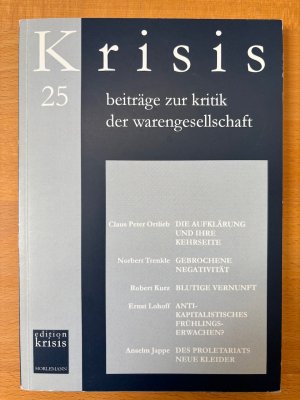 Krisis
25
beiträge zur kritik
der warengesellschaft
Claus Peter Ortlieb DIE AUFKLÄRUNG
UND IHRE
KEHRSEITE
Norbert Trenkle GEBROCHENE
NEGATIVITÄT
Robert Kurz BLUTIGE VERNUNFT
Ernst Lohoff ANTI-
KAPITALISTISCHES
FRÜHLINGS-
ERWACHEN?
Anselm Jappe DES PROLETARIATS
NEUE KLEIDER
edition
krisis
HORLEMANN